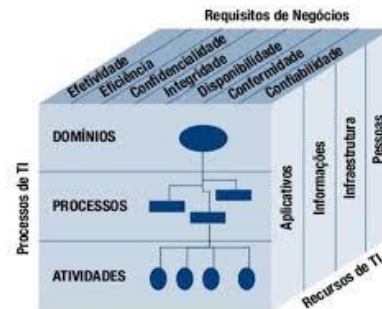 Requisitos de Negócios
Efetividade
Eficiência
Confidencialidade
Integridade
Disponibilidade
Conformidade
Confiabilidade
Processos de TI
DOMÍNIOS
PROCESSOS
ATIVIDADES
Aplicativos
Informações
Infraestrutura
Pessoas
Recursos de TI